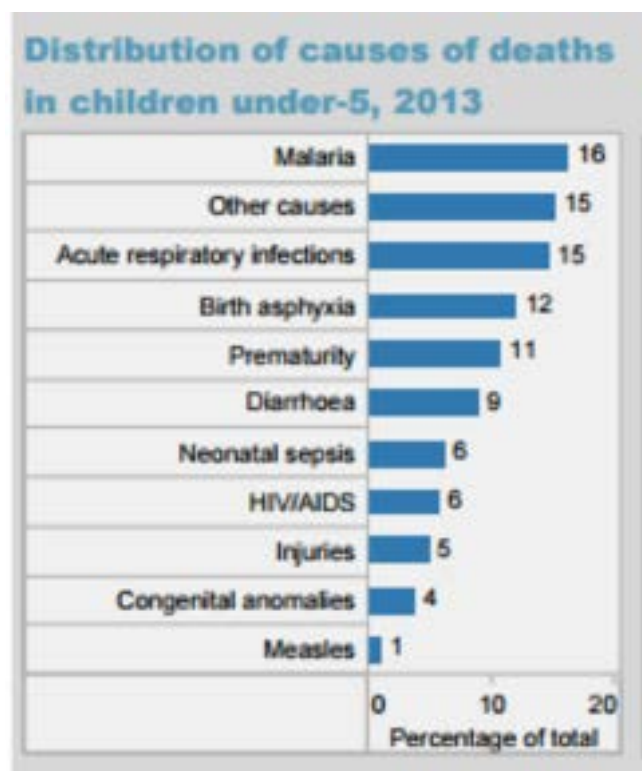 Distribution of causes of deaths
in children under-5, 2013
Malaria 16
Other causes 15
Acute respiratory infections 15
Birth asphyxia 12
Prematurity 11
Diarrhoea 9
Neonatal sepsis 6
HIV/AIDS 6
Injuries 5
Congenital anomalies 4
Measles 1
0 10 20
Percentage of total